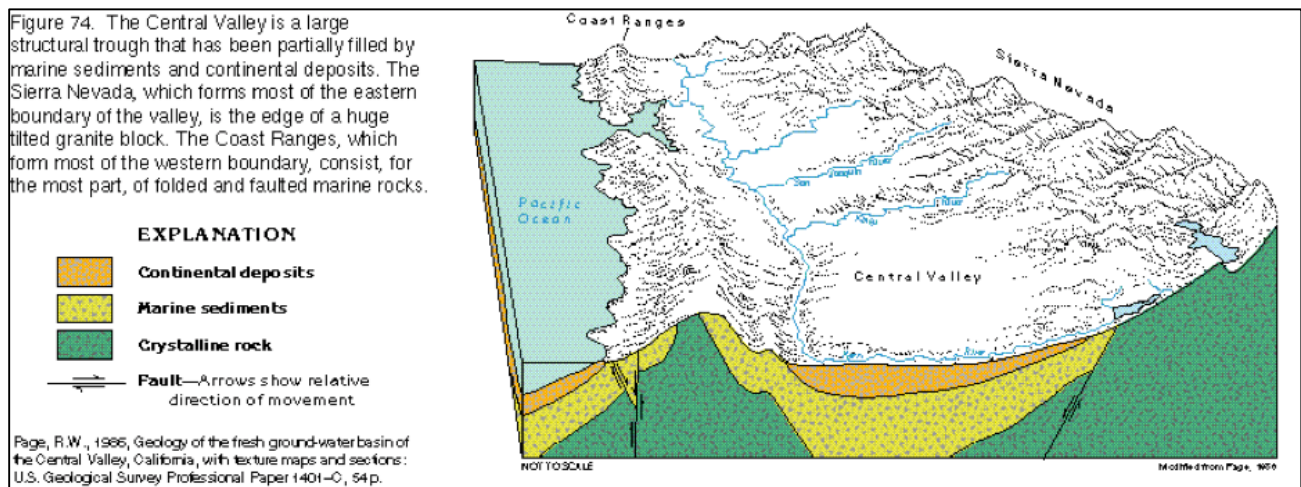 Figure 74. The Central Valley is a large
structural trough that has been partially filled by
marine sediments and continental deposits. The
Sierra Nevada, which forms most of the eastern
boundary of the valley, is the edge of a huge
tilted granite block. The Coast Ranges, which
form most of the western boundary, consist, for
the most part, of folded and faulted marine rocks.
EXPLANATION
Continental deposits
Marine sediments
Crystalline rock
Fault—Arrows show relative
direction of movement
Page, R.W., 1986, Geology of the fresh ground-water basin of
the Central Valley, California, with texture maps and sections:
U.S. Geological Survey Professional Paper 1401–C, 54 p.
Coast Ranges
Sierra Nevada
San Joaquin River
Kings River
Pacific
Ocean
Central Valley
Kern River
NOT TO SCALE
Modified from Page, 1986